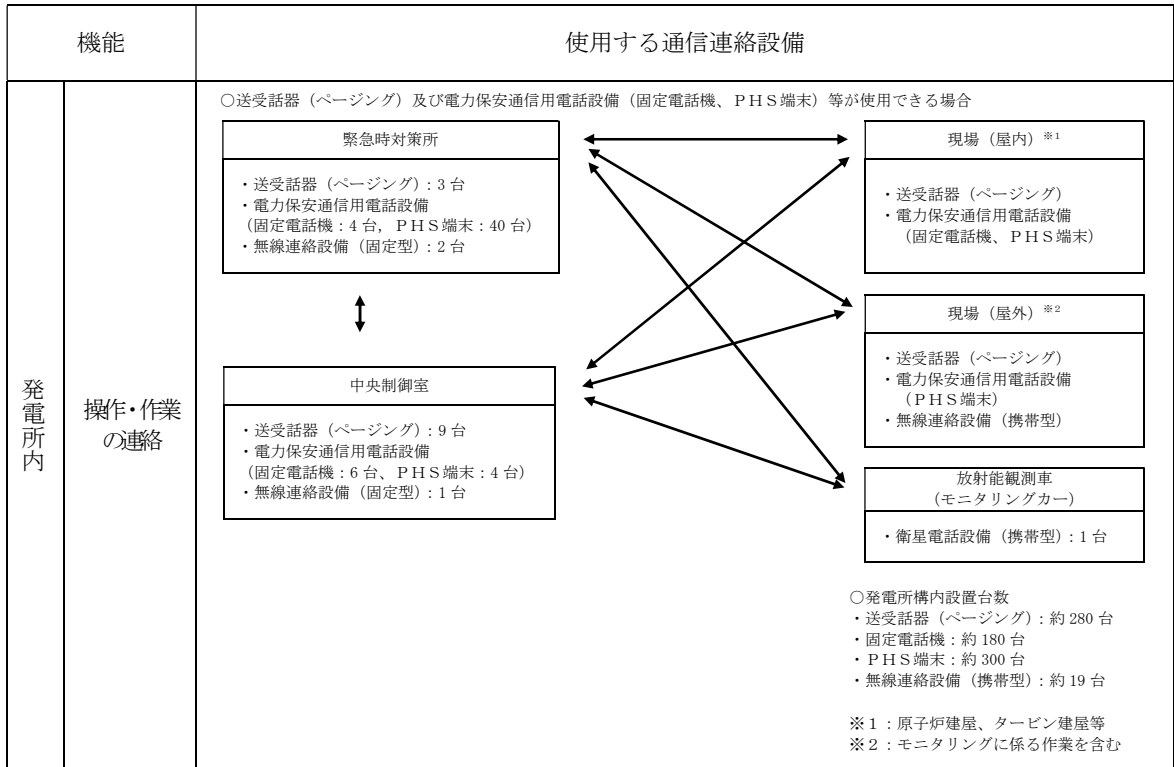 機能
使用する通信連絡設備
発電所内
操作・作業
の連絡
○送受話器（ページング）及び電力保安通信用電話設備（固定電話機、ＰＨＳ端末）等が使用できる場合
緊急時対策所
・送受話器（ページング）：3 台
・電力保安通信用電話設備
（固定電話機：4 台，ＰＨＳ端末：40 台）
・無線連絡設備（固定型）：2 台
中央制御室
・送受話器（ページング）：9 台
・電力保安通信用電話設備
（固定電話機：6 台、ＰＨＳ端末：4 台）
・無線連絡設備（固定型）：1 台
現場（屋内）※1
・送受話器（ページング）
・電力保安通信用電話設備
（固定電話機、ＰＨＳ端末）
現場（屋外）※2
・送受話器（ページング）
・電力保安通信用電話設備
（ＰＨＳ端末）
・無線連絡設備（携帯型）
放射能観測車
（モニタリングカー）
・衛星電話設備（携帯型）：1 台
○発電所構内設置台数
・送受話器（ページング）：約 280 台
・固定電話機：約 180 台
・ＰＨＳ端末：約 300 台
・無線連絡設備（携帯型）：約 19 台
※１：原子炉建屋、タービン建屋等
※２：モニタリングに係る作業を含む